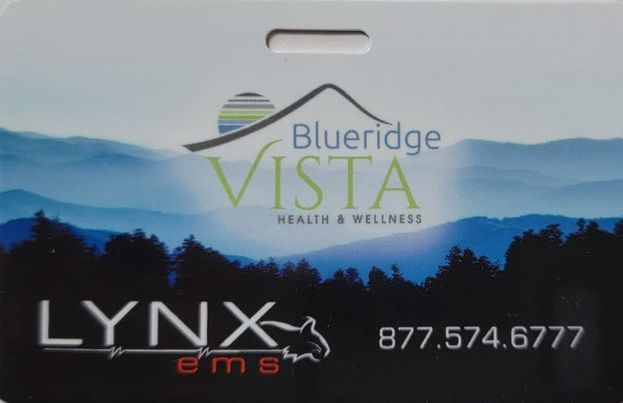 Blueridge
VISTA
HEALTH & WELLNESS
LYNX
ems
877.574.6777